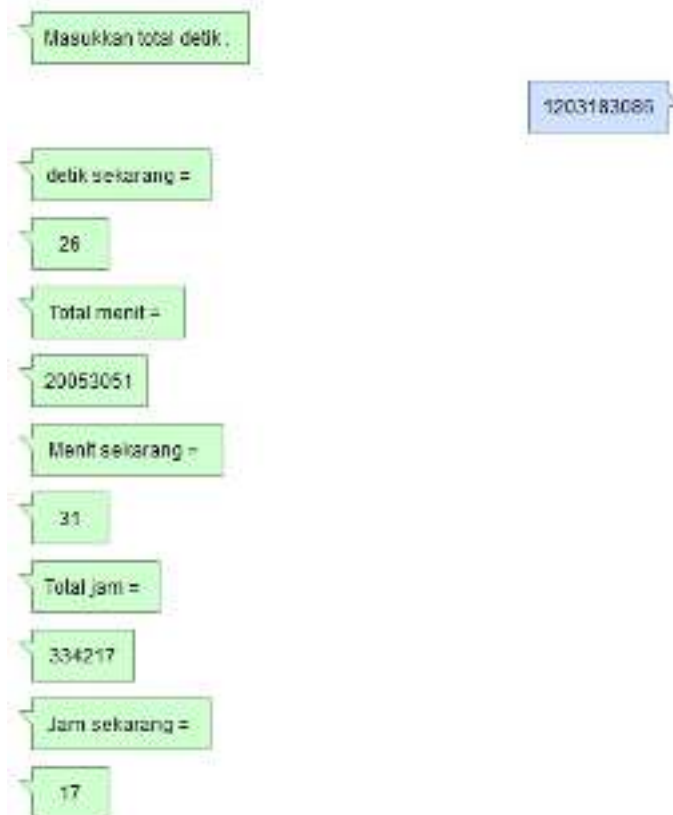 Masukkan total detik :
1203183086
detik sekarang =
26
Total menit =
20053051
Menit sekarang =
31
Total jam =
334217
Jam sekarang =
17